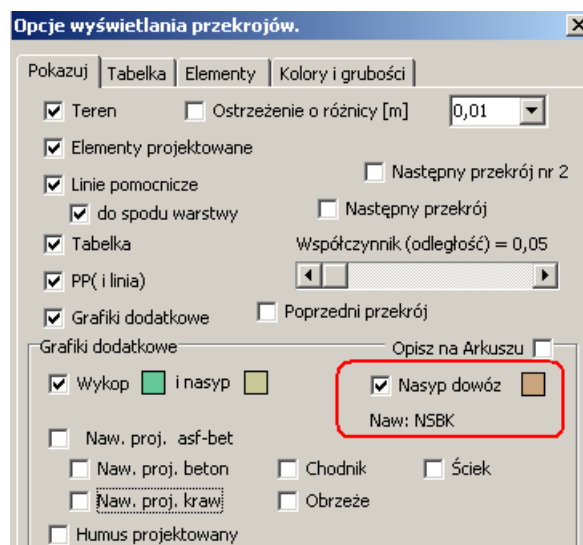 Opcje wyświetlania przekrojów.
Pokazuj Tabelka Elementy Kolory i grubości
Teren Ostrzeżenie o różnicy [m] 0,01
Elementy projektowane
Następny przekrój nr 2
Linie pomocnicze
do spodu warstwy Następny przekrój
Tabelka Współczynnik (odległość) = 0,05
PP( i linia)
Grafiki dodatkowe Poprzedni przekrój
Grafiki dodatkowe Opisz na Arkuszu
Wykop i nasyp Nasyp dowóz
Naw: NSBK
Naw. proj. asf-bet
Naw. proj. beton Chodnik Ściek
Naw. proj. kraw Obrzeże
Humus projektowany